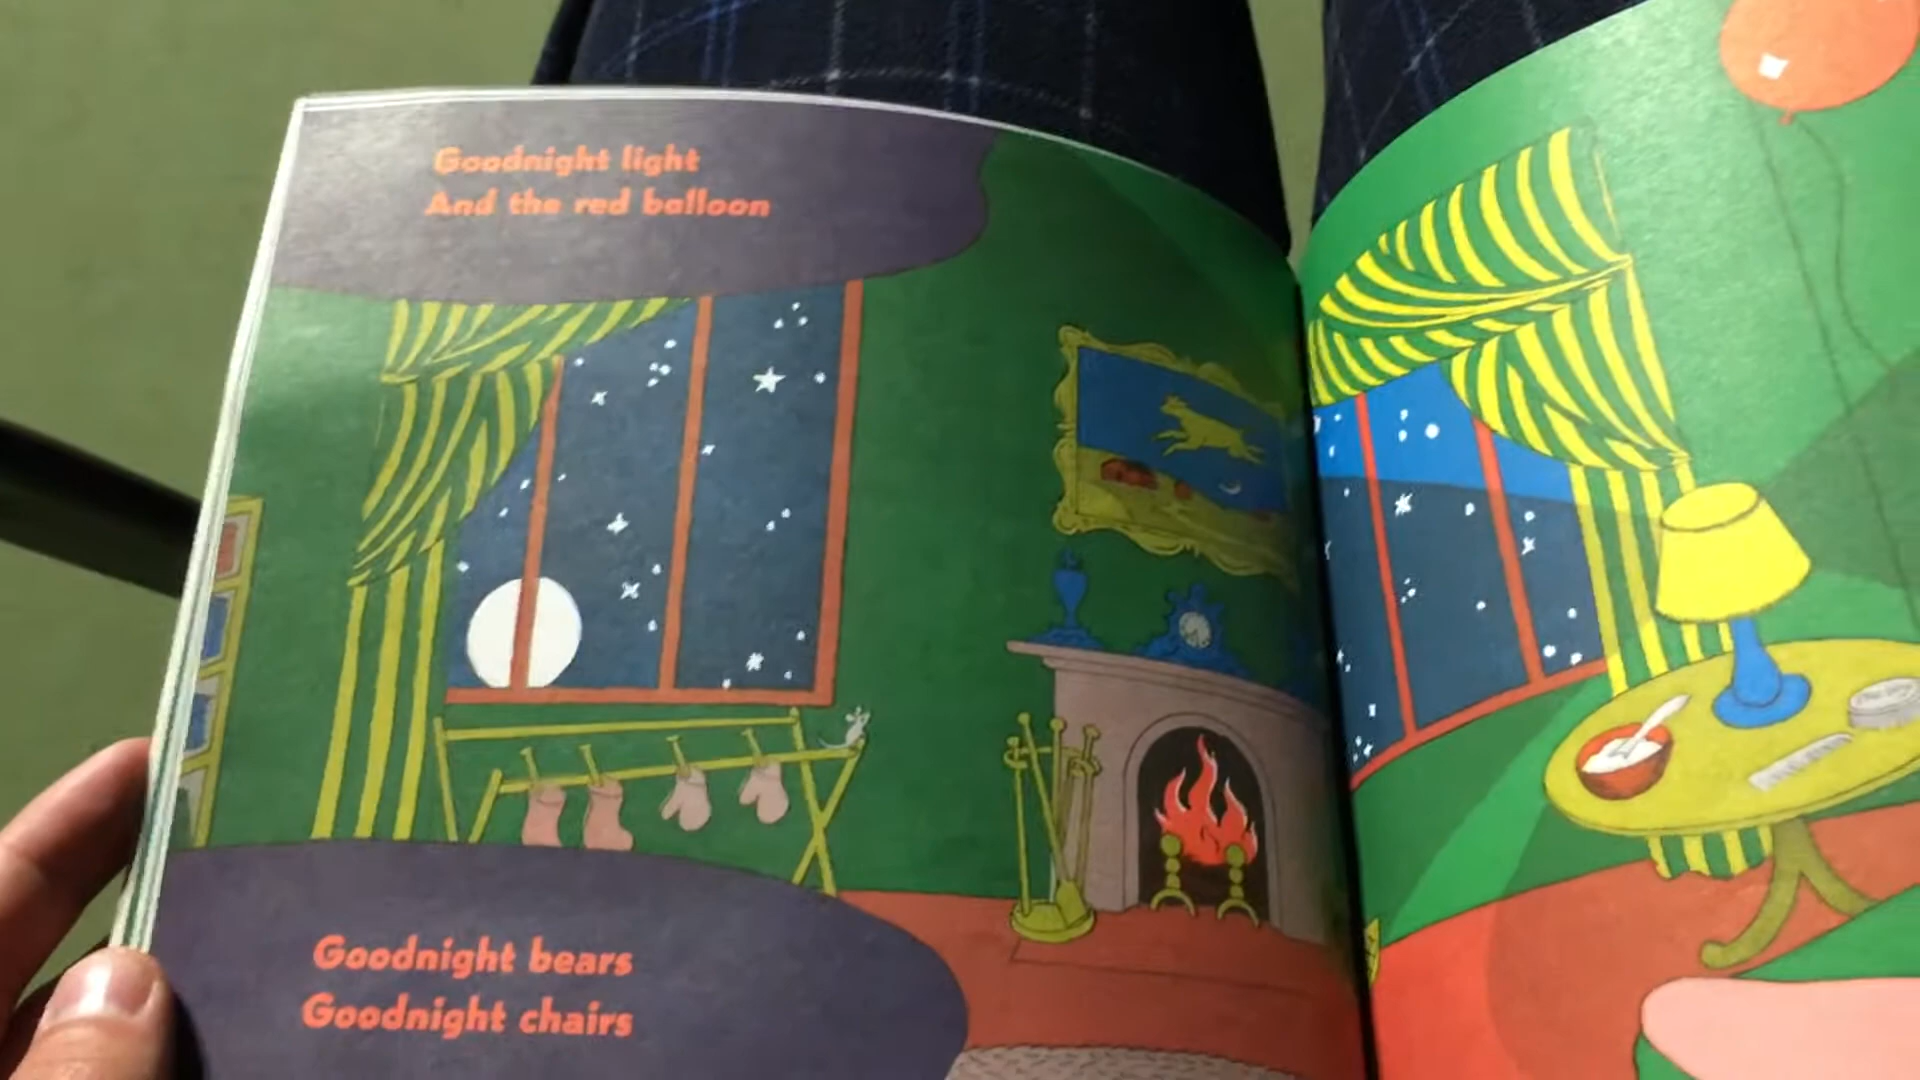 Goodnight light
And the red balloon
Goodnight bears
Goodnight chairs